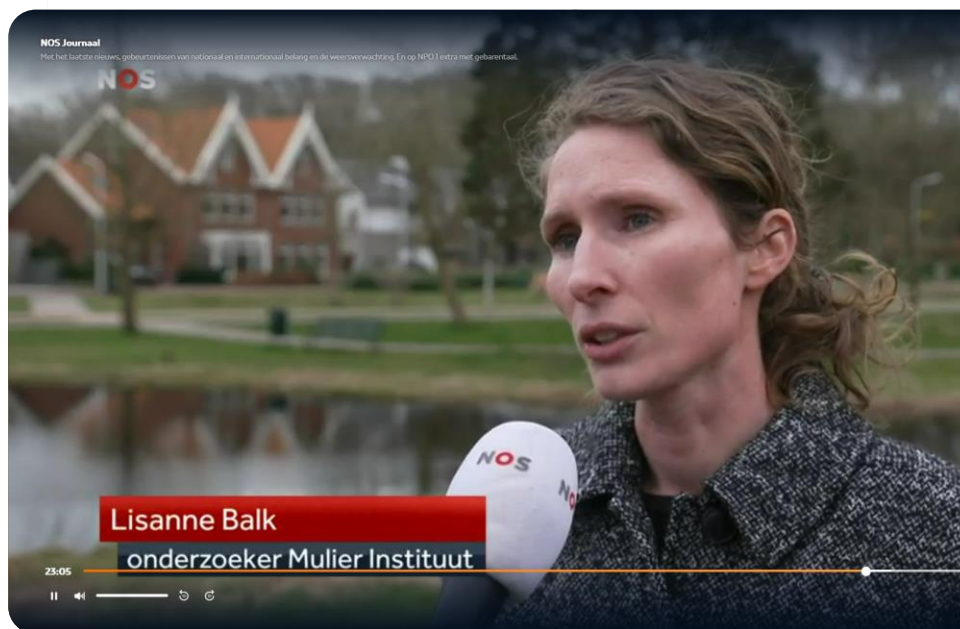 NOS Journaal
Met het laatste nieuws, gebeurtenissen van nationaal en internationaal belang en de weersverwachting. En op NPO 1 extra met gebarentaal.
NOS
NOS
NO
Lisanne Balk
onderzoeker Mulier Instituut
23:05